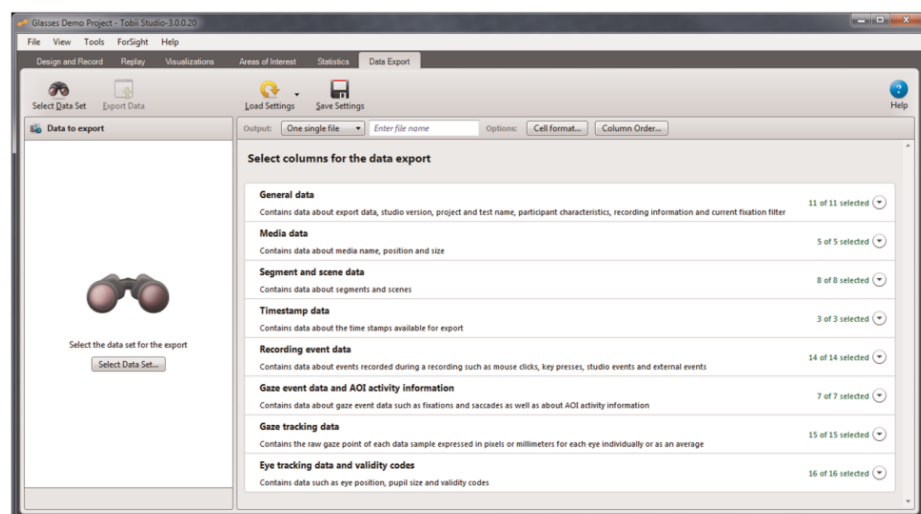 Glasses Demo Project - Tobii Studio-3.0.0.20
File View Tools ForSight Help
Design and Record Replay Visualizations Areas of Interest Statistics Data Export
Select Data Set Export Data Load Settings Save Settings Help
Data to export
Output: One single file Enter file name Options: Cell format... Column Order...
Select columns for the data export
General data
Contains data about export data, studio version, project and test name, participant characteristics, recording information and current fixation filter
11 of 11 selected
Media data
Contains data about media name, position and size
5 of 5 selected
Segment and scene data
Contains data about segments and scenes
8 of 8 selected
Timestamp data
Contains data about the time stamps available for export
3 of 3 selected
Recording event data
Contains data about events recorded during a recording such as mouse clicks, key presses, studio events and external events
14 of 14 selected
Gaze event data and AOI activity information
Contains data about gaze event data such as fixations and saccades as well as about AOI activity information
7 of 7 selected
Gaze tracking data
Contains the raw gaze point of each data sample expressed in pixels or millimeters for each eye individually or as an average
15 of 15 selected
Eye tracking data and validity codes
Contains data such as eye position, pupil size and validity codes
16 of 16 selected
Select the data set for the export
Select Data Set...